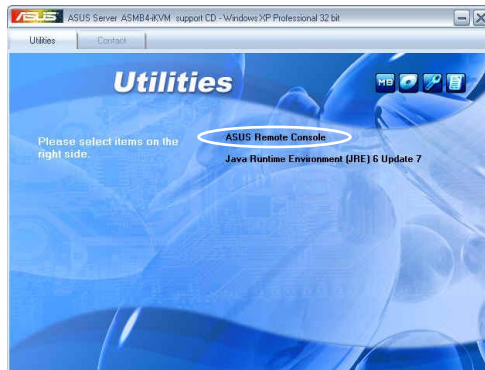 ASUS ASUS Server ASMB4-iKVM support CD - Windows XP Professional 32 bit
Utilities
Contact
Utilities
MB
Please select items on the
right side.
ASUS Remote Console
Java Runtime Environment (JRE) 6 Update 7